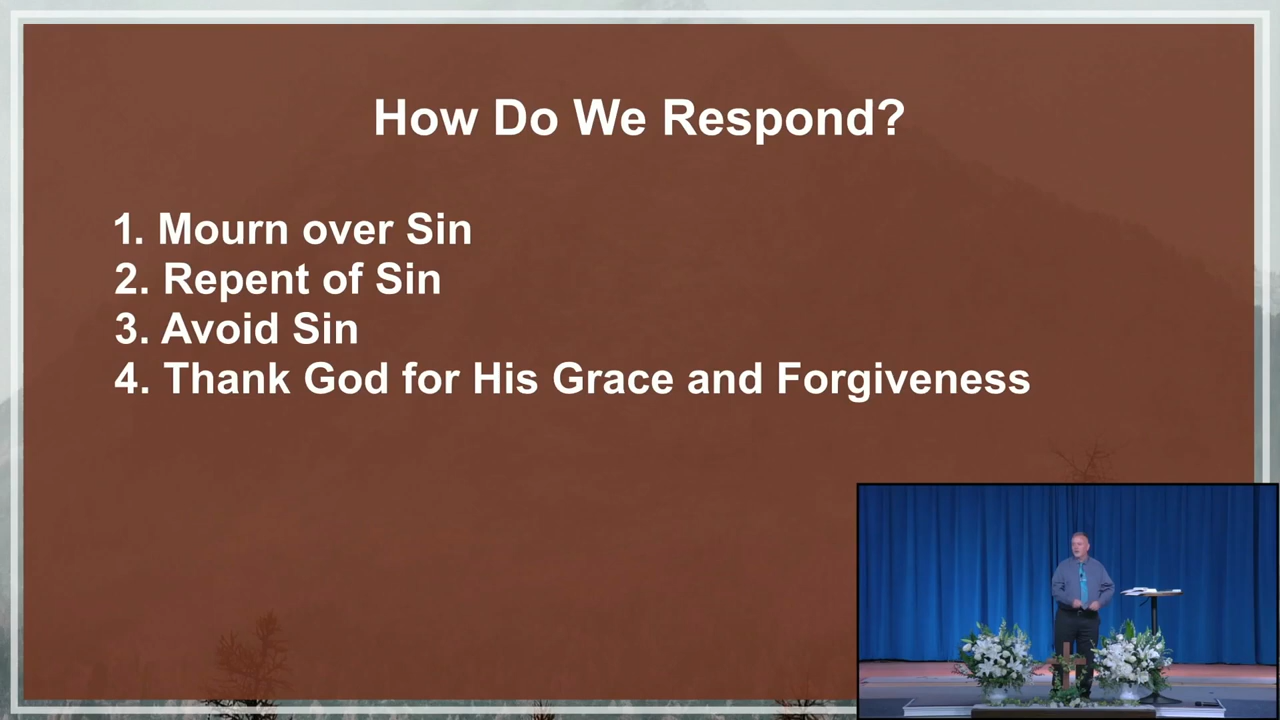 How Do We Respond?
1. Mourn over Sin
2. Repent of Sin
3. Avoid Sin
4. Thank God for His Grace and Forgiveness